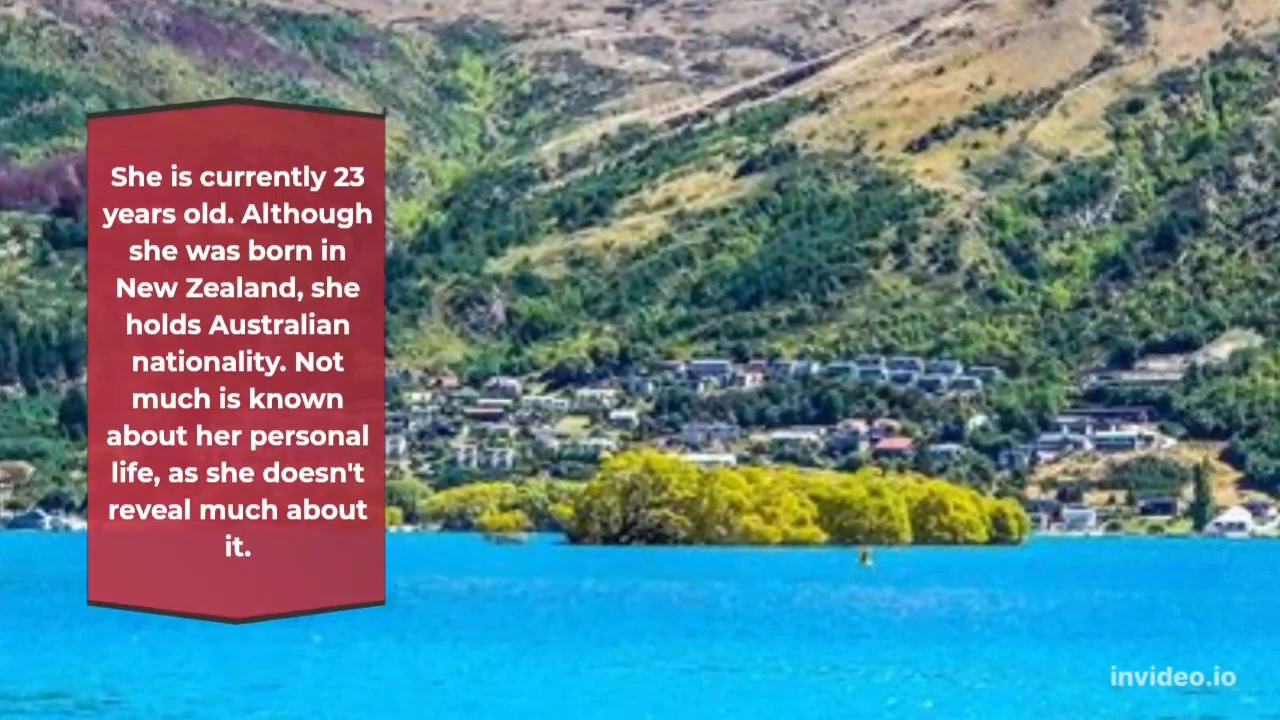 She is currently 23
years old. Although
she was born in
New Zealand, she
holds Australian
nationality. Not
much is known
about her personal
life, as she doesn't
reveal much about
it.
invideo.io